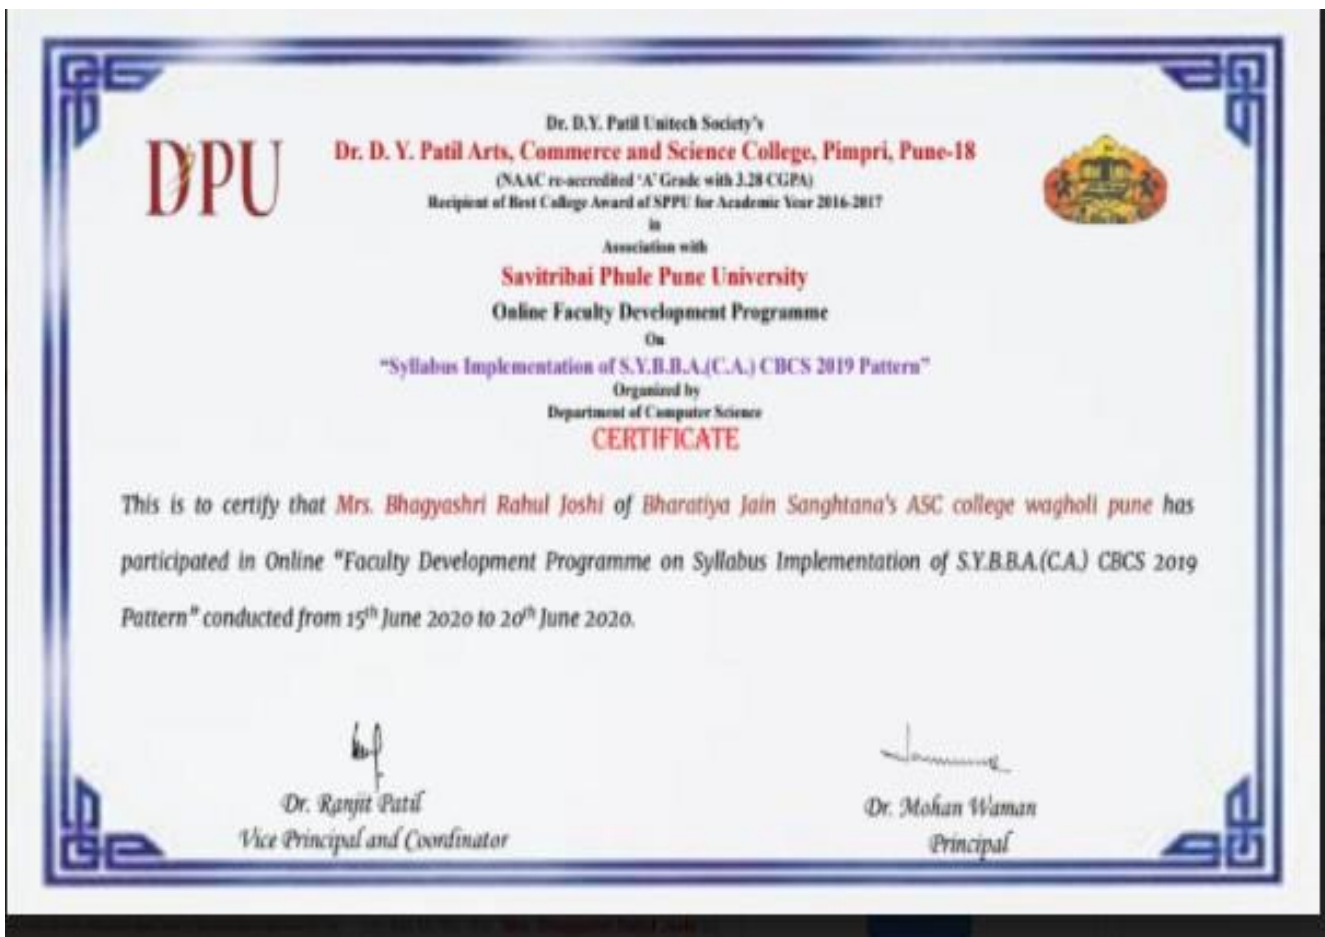 Dr. D.Y. Patil Unitech Society's
DPU
Dr. D. Y. Patil Arts, Commerce and Science College, Pimpri, Pune-18
(NAAC re-accredited 'A' Grade with 3.28 CGPA)
Recipient of Best College Award of SPPU for Academic Year 2016-2017
in
Association with
Savitribai Phule Pune University
Online Faculty Development Programme
On
"Syllabus Implementation of S.Y.B.B.A.(C.A.) CBCS 2019 Pattern"
Organized by
Department of Computer Science
CERTIFICATE
This is to certify that Mrs. Bhagyashri Rahul Joshi of Bharatiya Jain Sanghtana's ASC college wagholi pune has
participated in Online "Faculty Development Programme on Syllabus Implementation of S.Y.B.B.A.(C.A.) CBCS 2019
Pattern" conducted from 15th June 2020 to 20th June 2020.
Dr. Ranjit Patil
Vice Principal and Coordinator
Dr. Mohan Waman
Principal